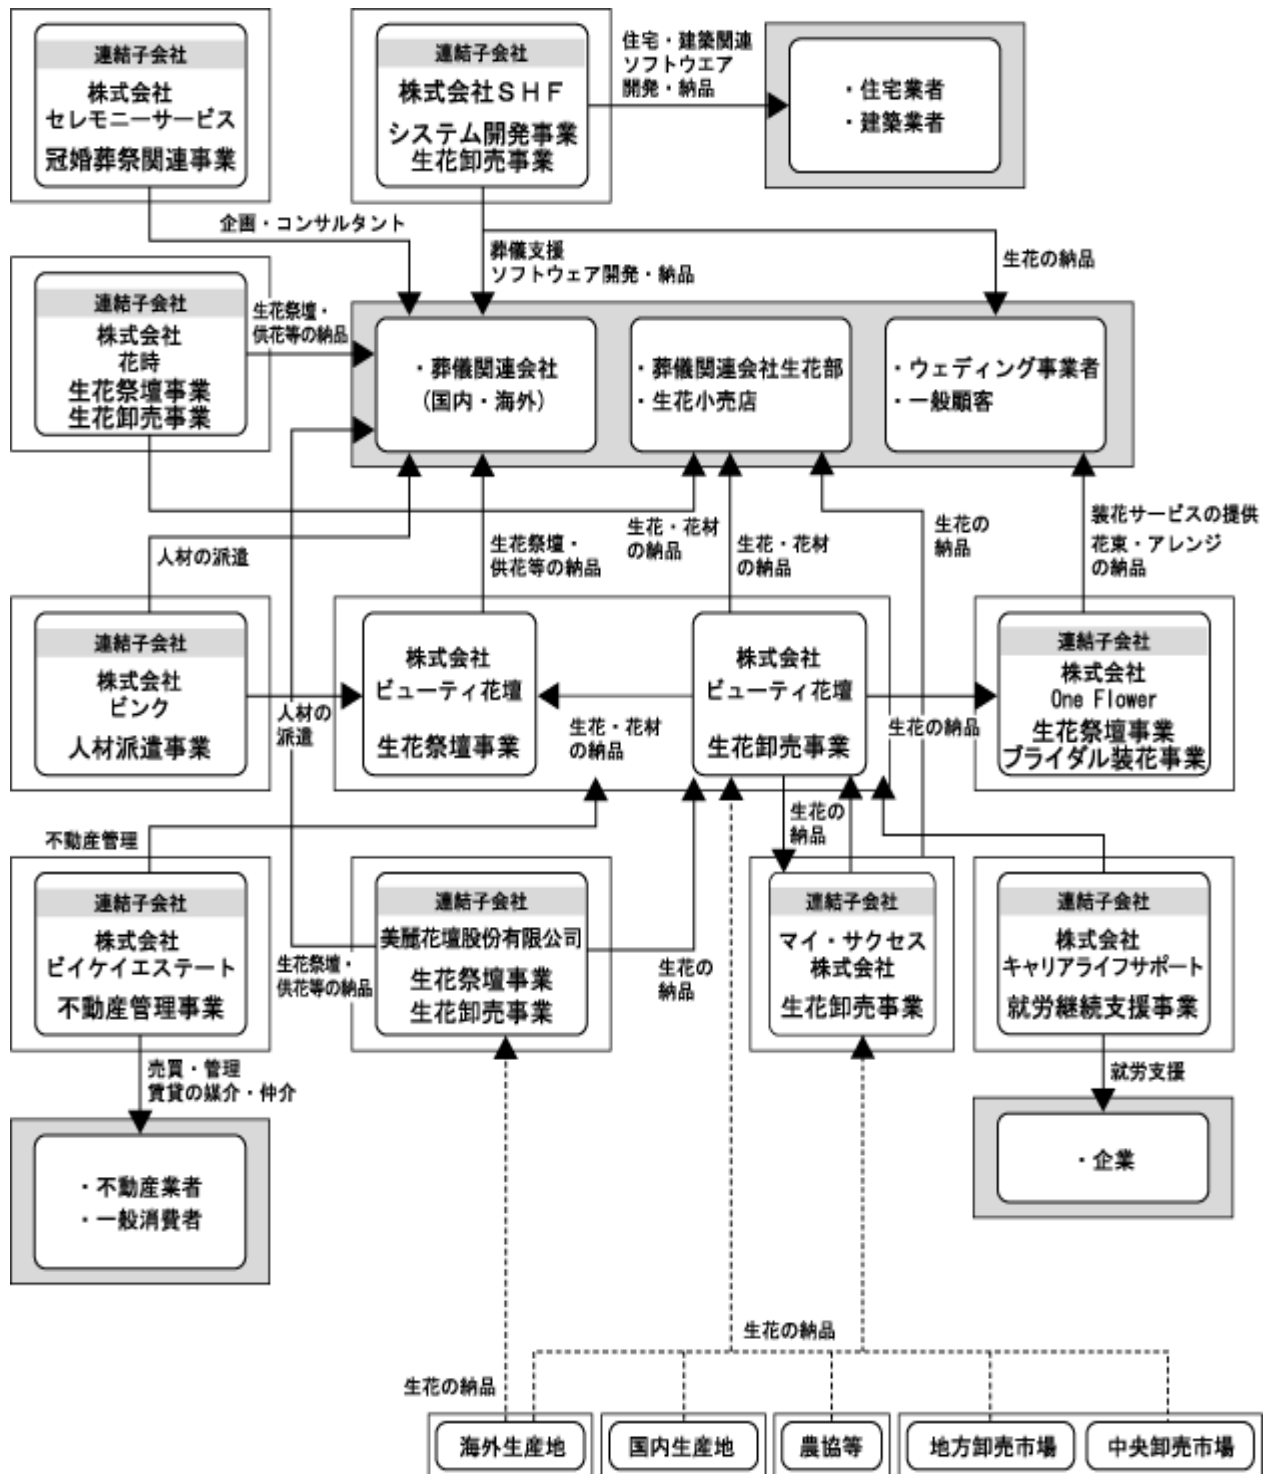 連結子会社
株式会社
セレモニーサービス
冠婚葬祭関連事業
連結子会社
株式会社ＳＨＦ
システム開発事業
生花卸売事業
住宅・建築関連
ソフトウエア
開発・納品
・住宅業者
・建築業者
企画・コンサルタント
葬儀支援
ソフトウェア開発・納品
生花の納品
連結子会社
株式会社
花時
生花祭壇事業
生花卸売事業
生花祭壇・
供花等の納品
・葬儀関連会社
(国内・海外)
・葬儀関連会社生花部
・生花小売店
・ウェディング事業者
・一般顧客
人材の派遣
生花祭壇・
供花等の納品
生花・花材
の納品
生花・花材
の納品
生花の
納品
装花サービスの提供
花束・アレンジ
の納品
連結子会社
株式会社
ビンク
人材派遣事業
人材の
派遣
株式会社
ビューティ花壇
生花祭壇事業
生花・花材
の納品
株式会社
ビューティ花壇
生花卸売事業
生花の納品
連結子会社
株式会社
One Flower
生花祭壇事業
ブライダル装花事業
不動産管理
生花の
納品
連結子会社
株式会社
ビイケイエステート
不動産管理事業
生花祭壇・
供花等の納品
連結子会社
美麗花壇股份有限公司
生花祭壇事業
生花卸売事業
生花の
納品
連結子会社
マイ・サクセス
株式会社
生花卸売事業
連結子会社
株式会社
キャリアライフサポート
就労継続支援事業
売買・管理
賃貸の媒介・仲介
就労支援
・不動産業者
・一般消費者
・企業
生花の納品
生花の納品
海外生産地
国内生産地
農協等
地方卸売市場
中央卸売市場